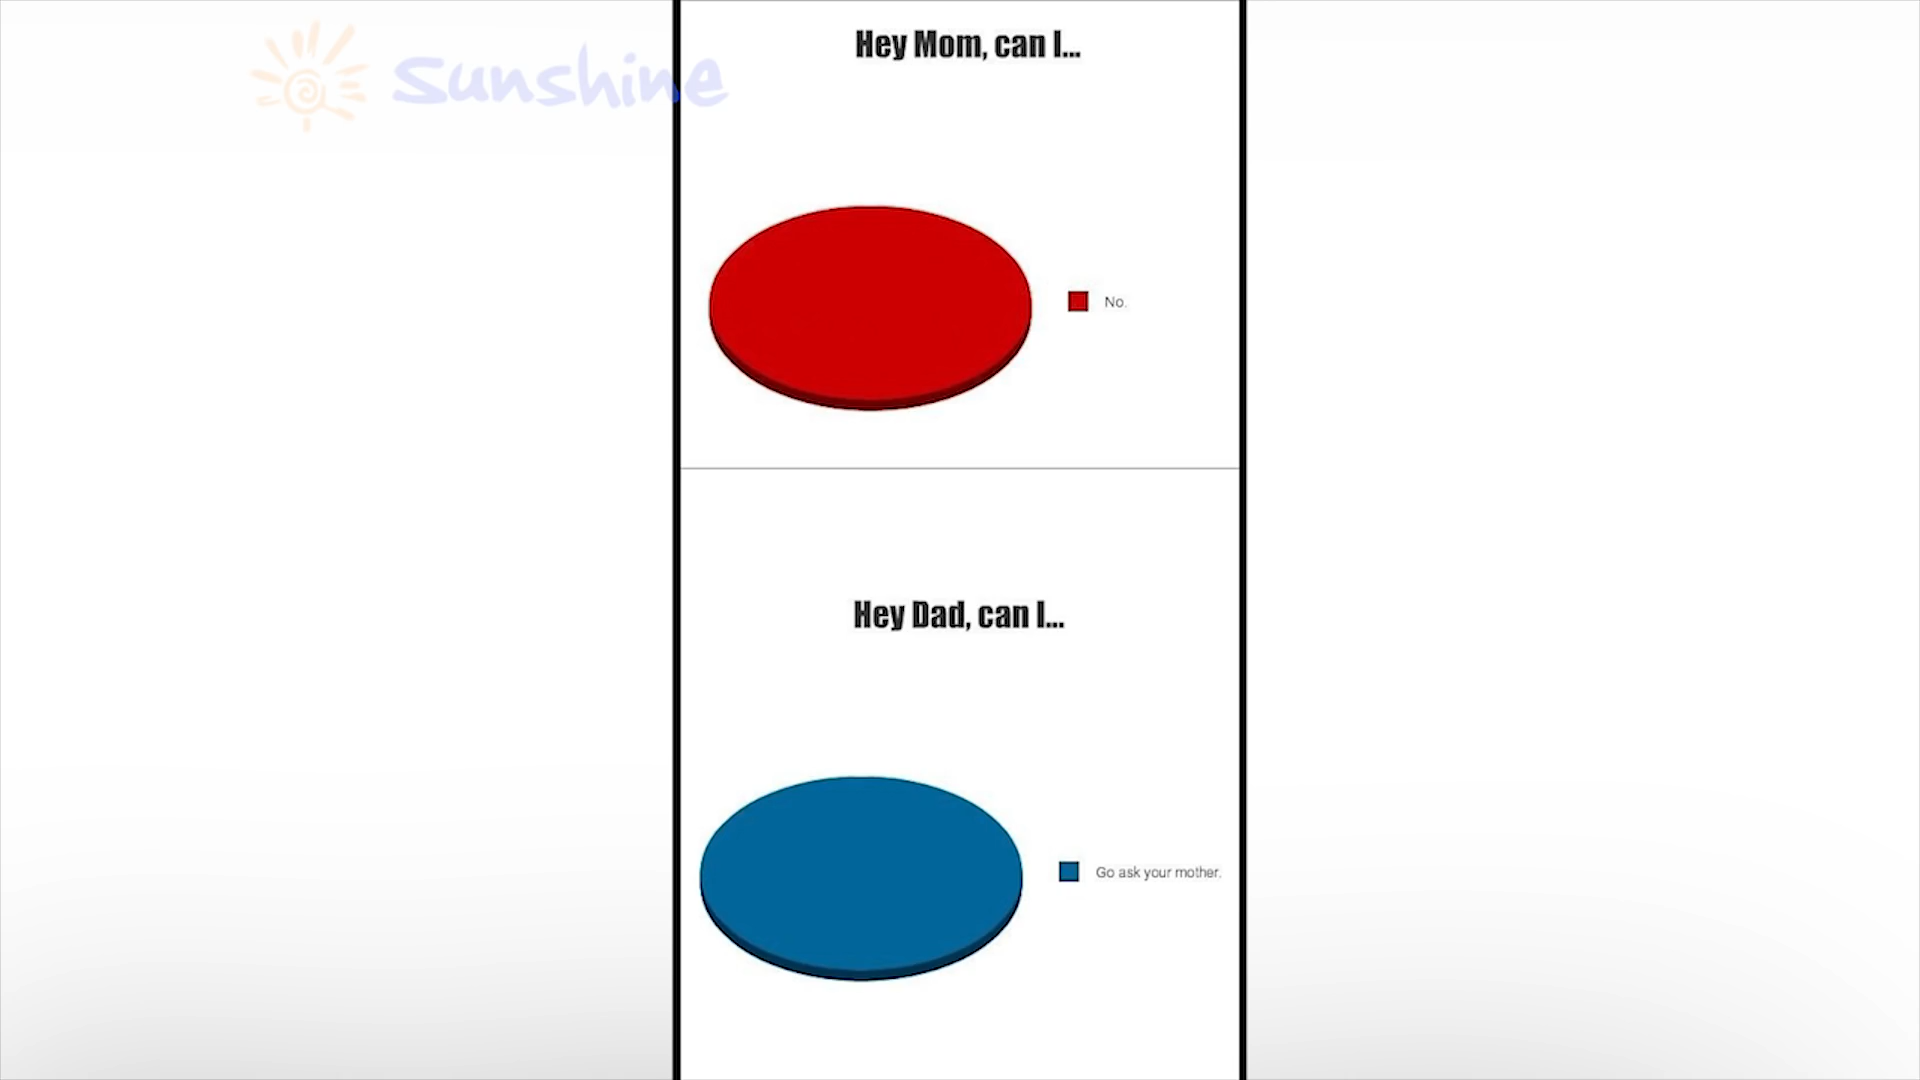 Sunshine
Hey Mom, can I...
No.
Hey Dad, can I...
Go ask your mother.